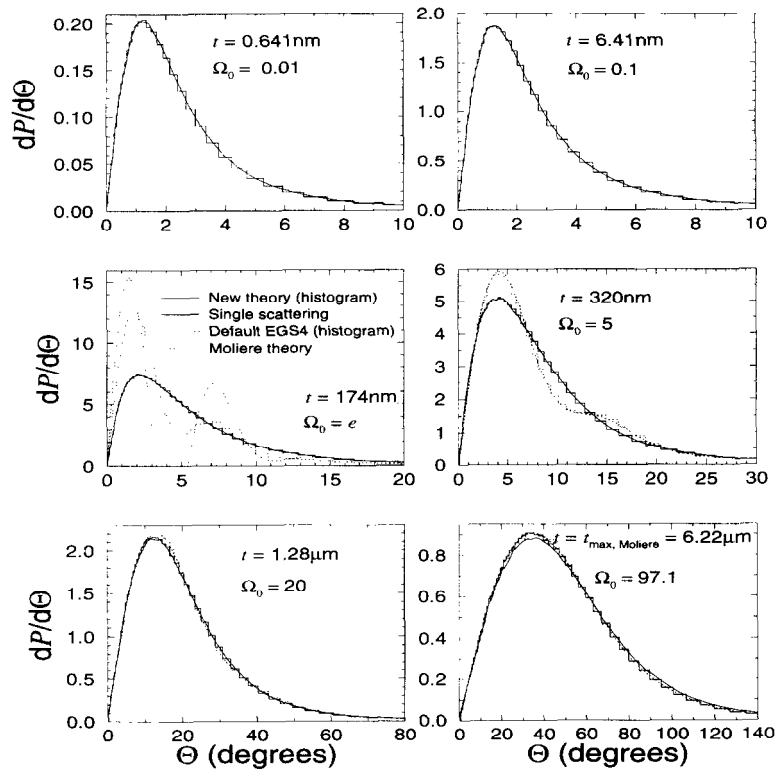 dP/dΘ
0.20
0.15
0.10
0.05
0.00
t = 0.641nm
Ω₀ = 0.01
0 2 4 6 8 10
2.0
1.5
1.0
0.5
0.0
t = 6.41nm
Ω₀ = 0.1
0 2 4 6 8 10
dP/dΘ
15
10
5
0
New theory (histogram)
Single scattering
Default EGS4 (histogram)
Moliere theory
t = 174nm
Ω₀ = e
0 5 10 15 20
6
5
4
3
2
1
0
t = 320nm
Ω₀ = 5
0 5 10 15 20 25 30
dP/dΘ
2.0
1.5
1.0
0.5
0.0
t = 1.28μm
Ω₀ = 20
0 20 40 60 80
Θ (degrees)
0.8
0.6
0.4
0.2
0.0
t = tmax, Moliere = 6.22μm
Ω₀ = 97.1
0 20 40 60 80 100 120 140
Θ (degrees)